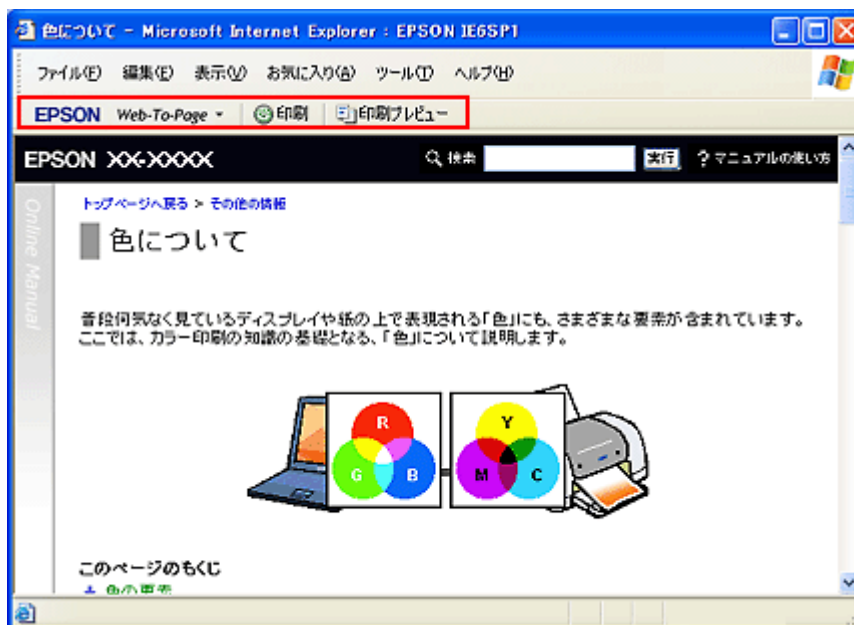 色について - Microsoft Internet Explorer : EPSON IE6SP1
ファイル(F) 編集(E) 表示(V) お気に入り(A) ツール(T) ヘルプ(H)
EPSON Web-To-Page 印刷 印刷プレビュー
EPSON XX-XXXX 検索 実行 ? マニュアルの使い方
Online Manual
トップページへ戻る > その他の情報
色について
普段何気なく見ているディスプレイや紙の上で表現される「色」にも、さまざまな要素が含まれています。
ここでは、カラー印刷の知識の基礎となる、「色」について説明します。
R Y
G B M C
このページのもくじ
色の要素